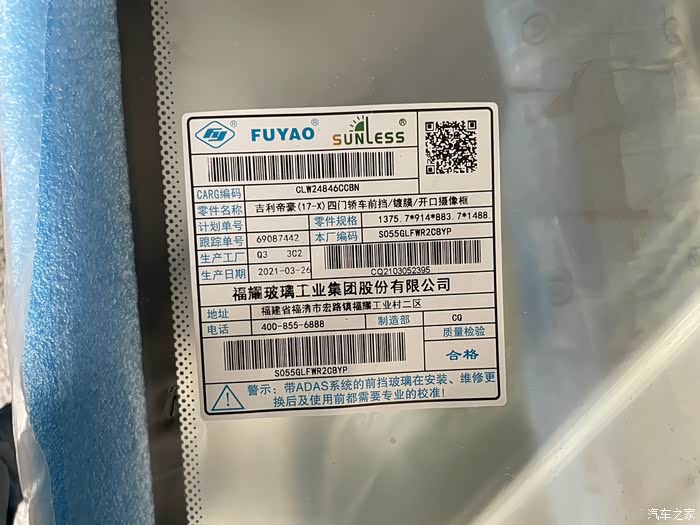 FUYAO® SUNLESS®
CLW24846CCBN
CARG编码
零件名称 吉利帝豪(17-X)四门轿车前挡/镀膜/开口摄像框
计划单号 零件规格 1375.7*914*883.7*1488
跟踪单号 69087442 本厂编码 S055GLFWR2CBYP
生产工厂 Q3 3C2
生产日期 2021-03-26 CQ2103052395
福耀玻璃工业集团股份有限公司
地址 福建省福清市宏路镇福耀工业村二区
电话 400-855-6888 制造部 CQ
质量检验
合格
S055GLFWR2CBYP
警示：带ADAS系统的前挡玻璃在安装、维修更
换后及使用前都需要专业的校准!
汽车之家